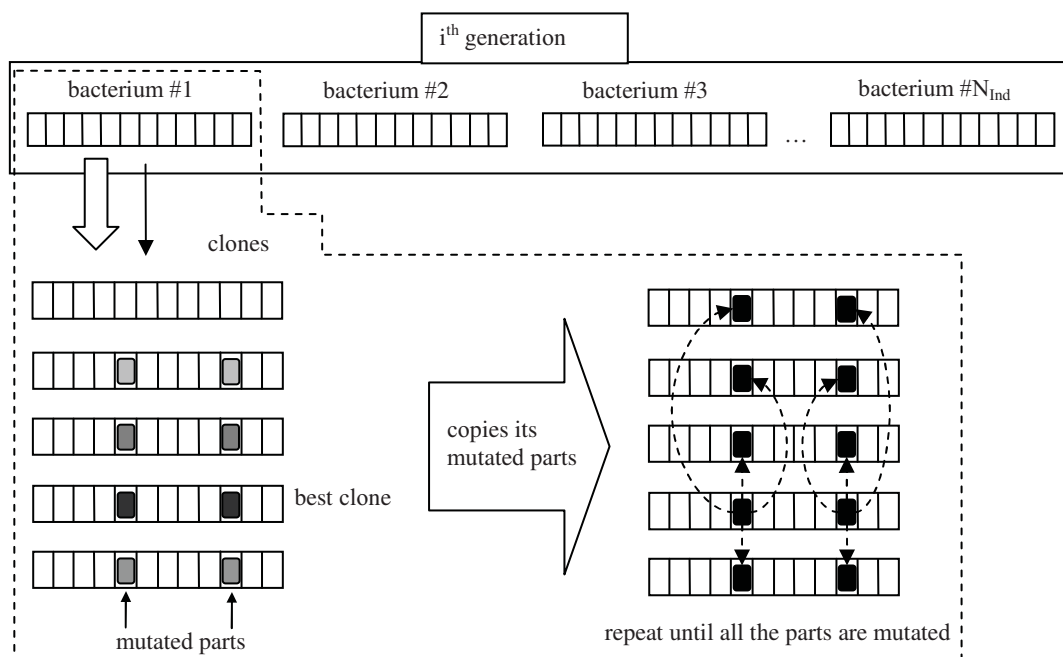 i^th generation
bacterium #1
bacterium #2
bacterium #3
bacterium #N_Ind
...
clones
best clone
copies its
mutated parts
mutated parts
repeat until all the parts are mutated